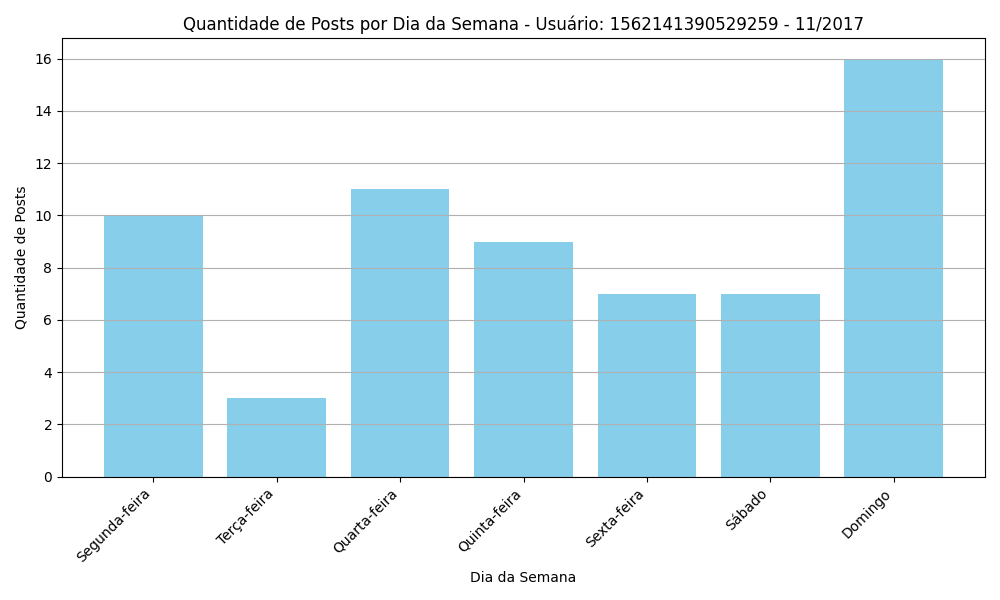 Quantidade de Posts por Dia da Semana - Usuário: 1562141390529259 - 11/2017
Quantidade de Posts
16
14
12
10
8
6
4
2
0
Segunda-feira
Terça-feira
Quarta-feira
Quinta-feira
Sexta-feira
Sábado
Domingo
Dia da Semana